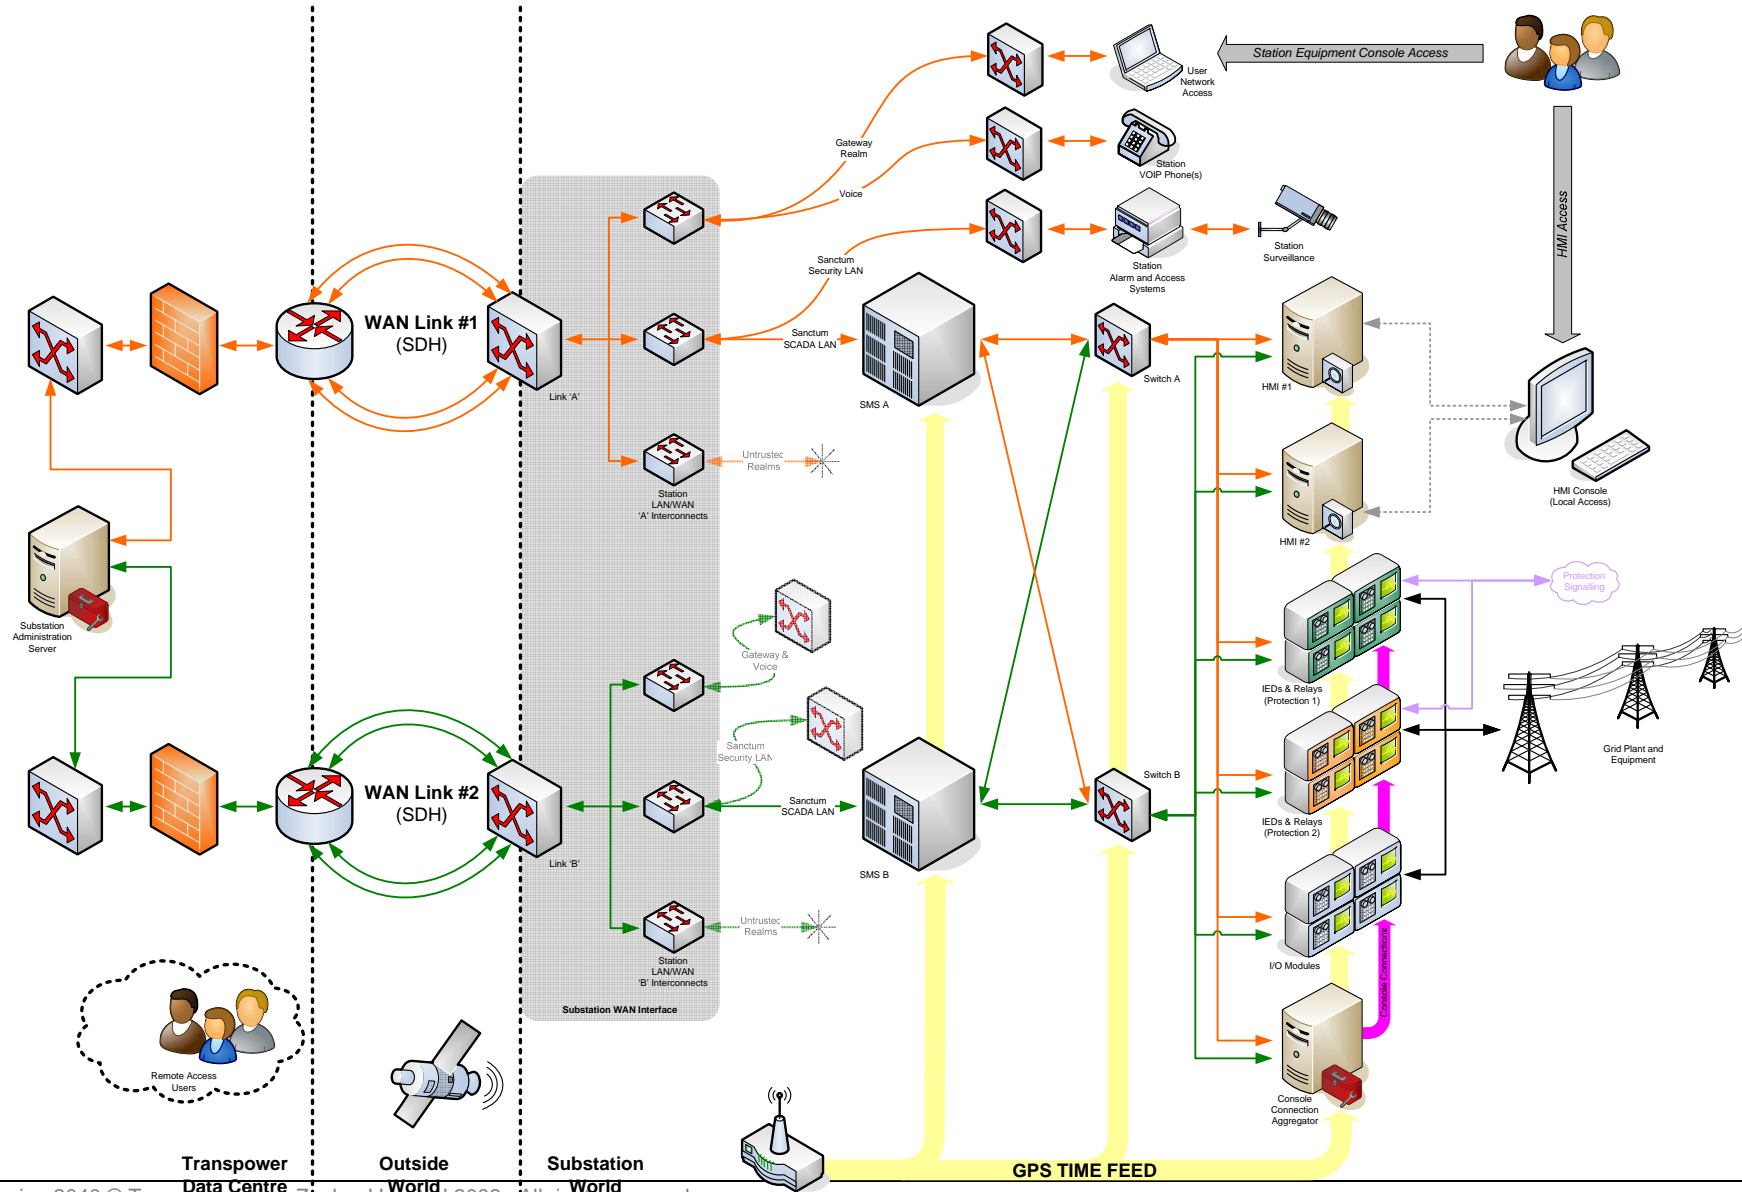 Station Equipment Console Access
User
Network
Access
Gateway
Realm
Station
VOIP Phone(s)
Voice
HMI Access
Station
Surveillance
Sanctum
Security LAN
Station
Alarm and Access
Systems
WAN Link #1
(SDH)
Sanctum
SCADA LAN
Link 'A'
SMS A
Switch A
HMI #1
Untrusted
Realms
Station
LAN/WAN
'A' Interconnects
HMI Console
(Local Access)
HMI #2
Protection
Signalling
Substation
Administration
Server
Gateway &
Voice
IEDs & Relays
(Protection 1)
Sanctum
Security LAN
Grid Plant and
Equipment
WAN Link #2
(SDH)
Switch B
Sanctum
SCADA LAN
IEDs & Relays
(Protection 2)
Link 'B'
SMS B
Untrusted
Realms
Station
LAN/WAN
'B' Interconnects
I/O Modules
Console Connections
Substation WAN Interface
Remote Access
Users
Console
Connection
Aggregator
GPS TIME FEED
Transpower
Data Centre
Outside
World
Substation
World